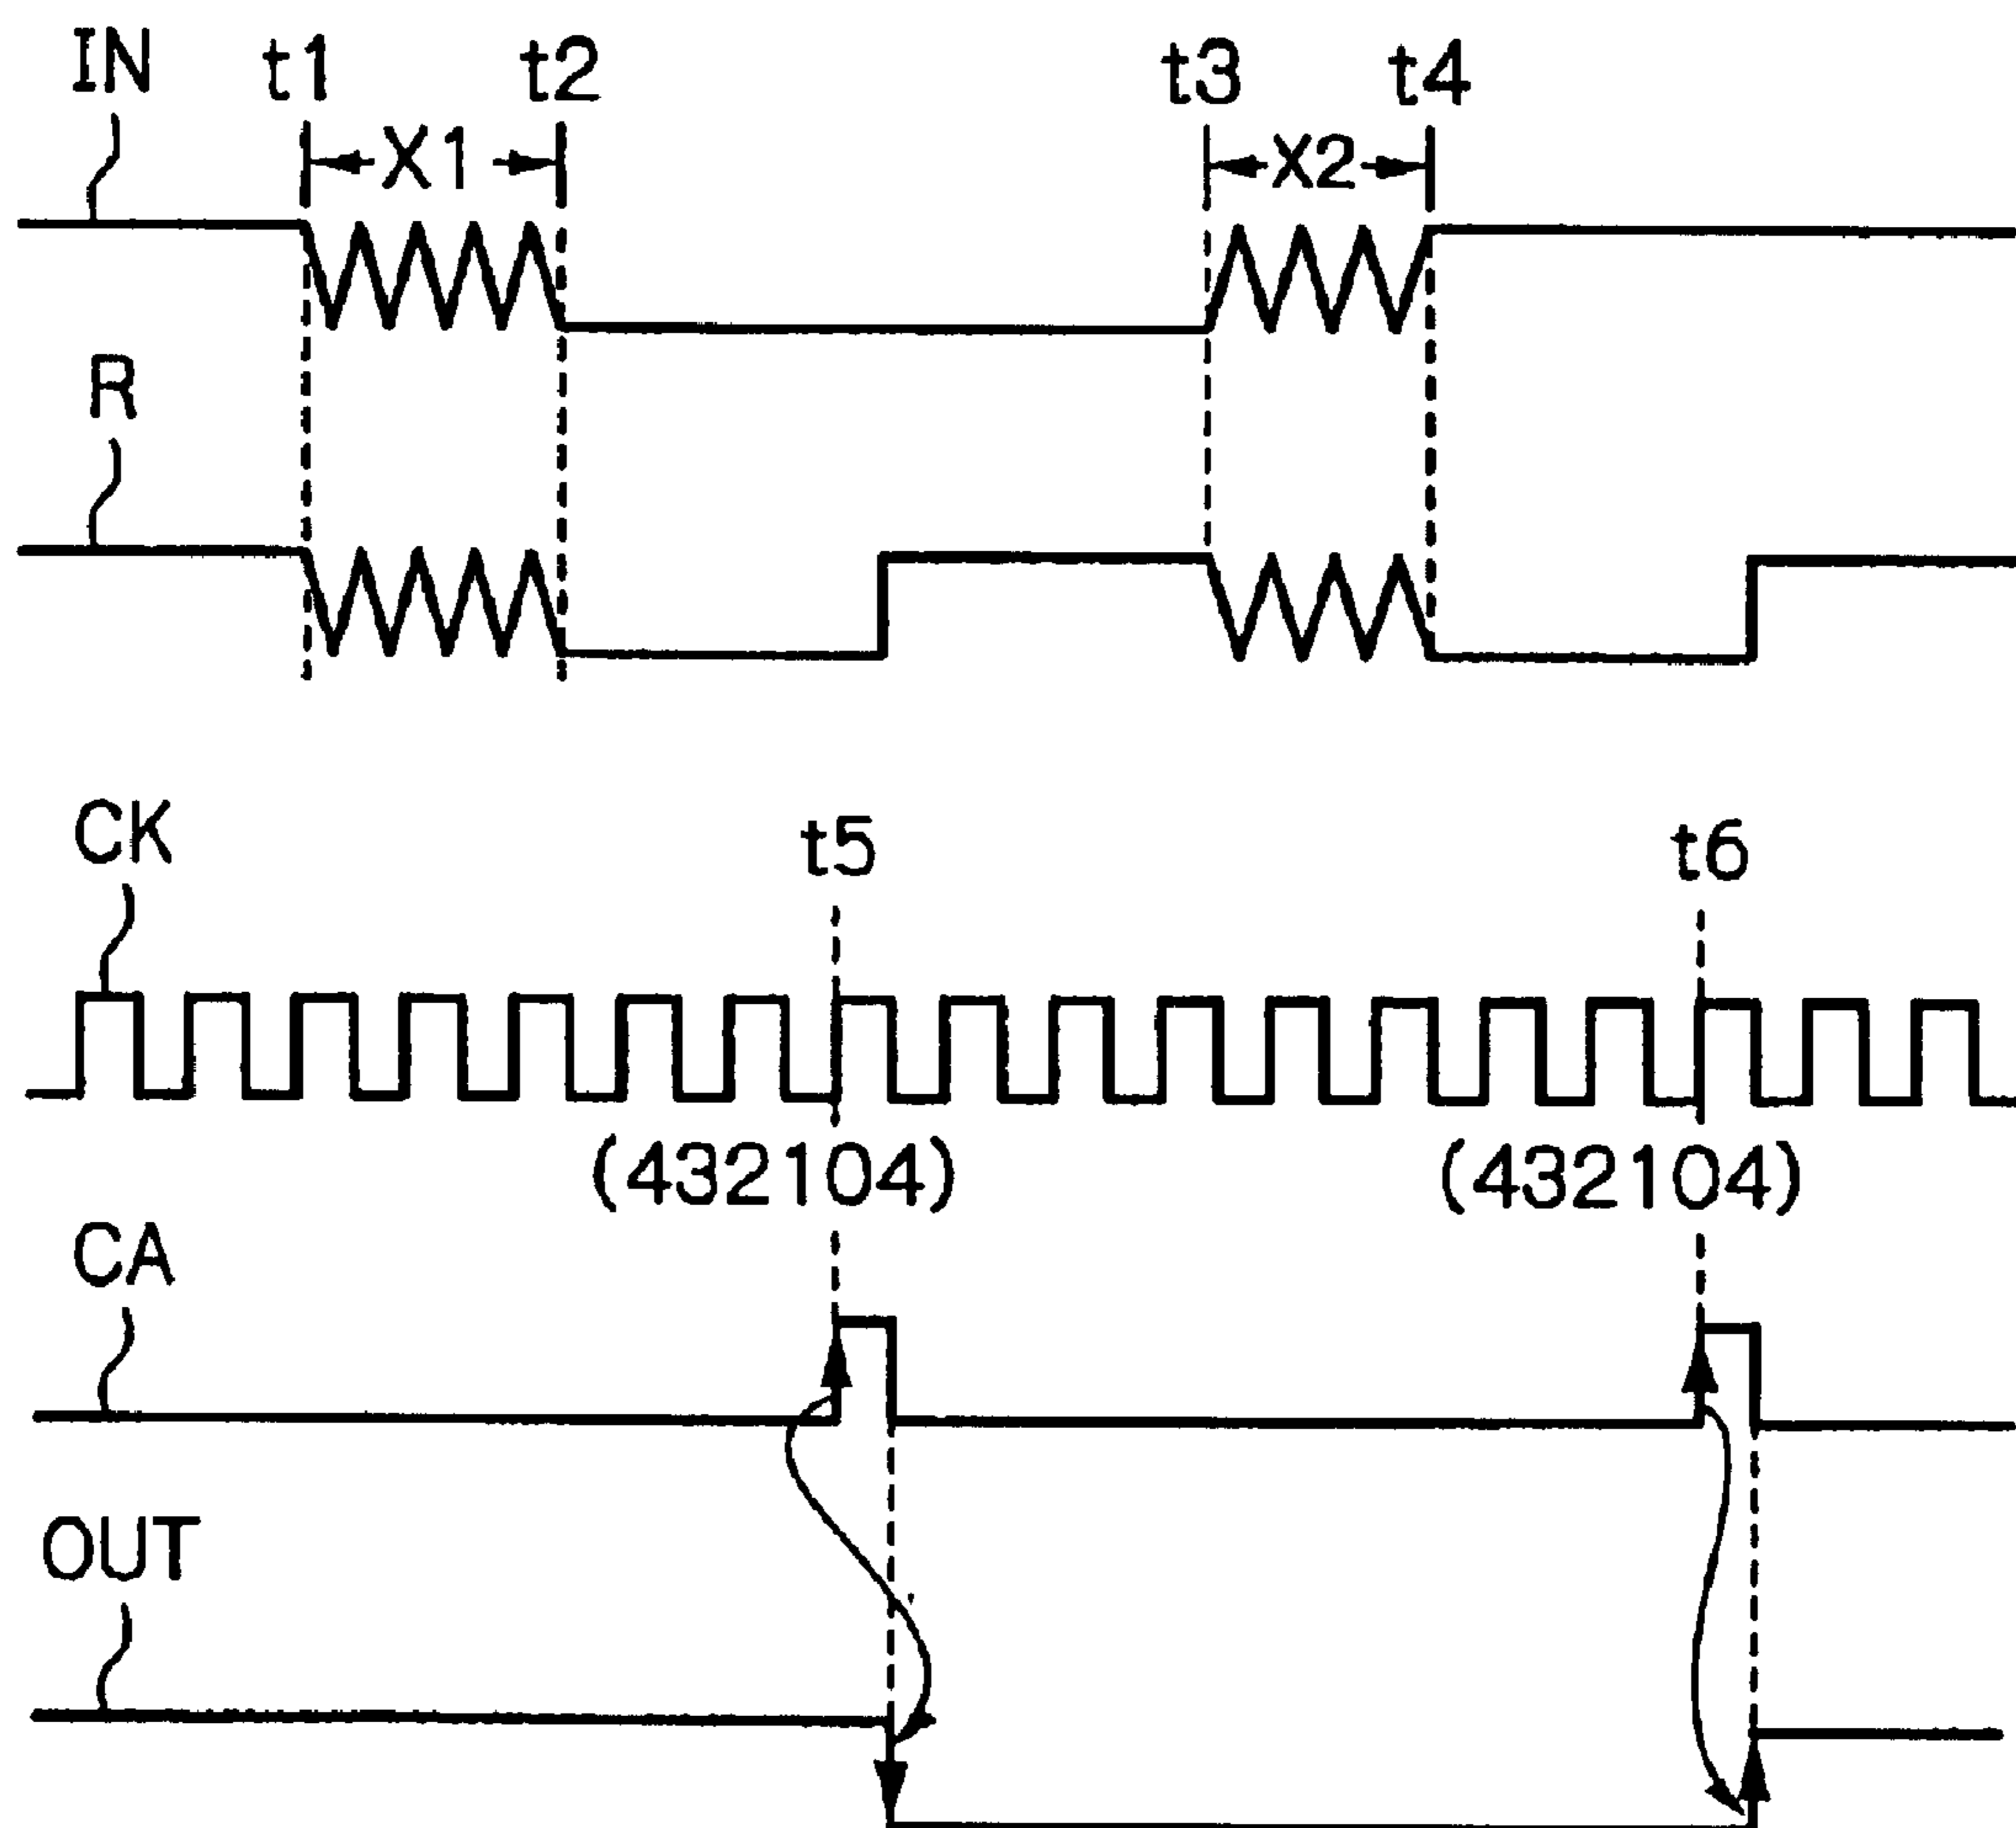 IN t1 t2 t3 t4
X1 X2
R
CK t5 t6
(432104) (432104)
CA
OUT